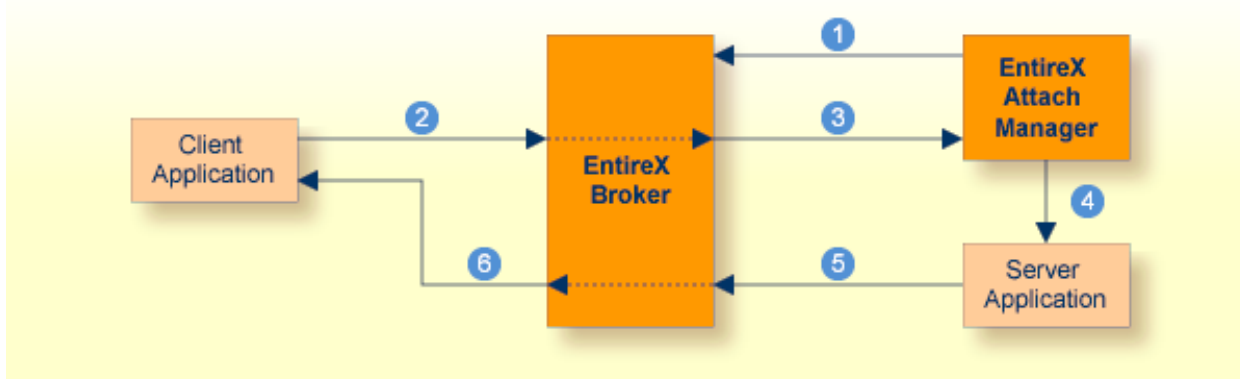 1
EntireX
Attach
Manager
2
3
Client
Application
EntireX
Broker
4
6
5
Server
Application